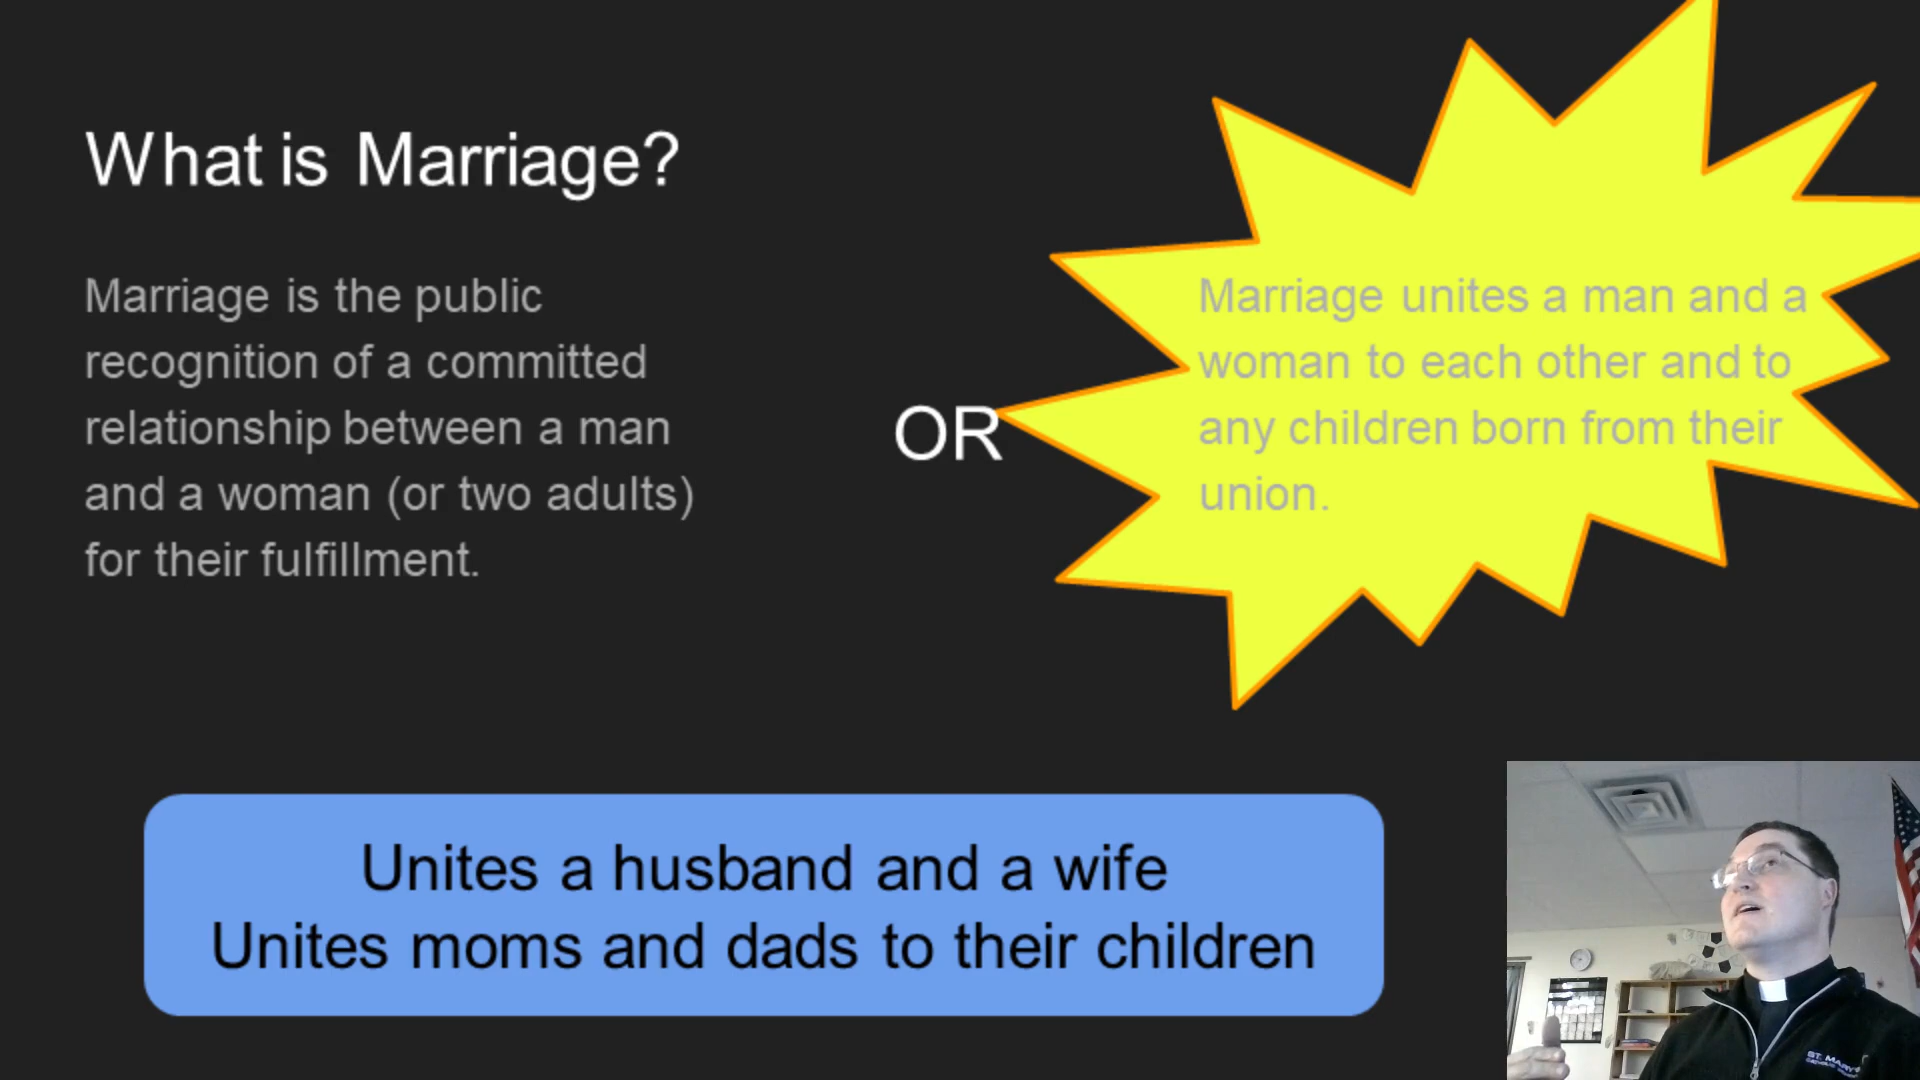 What is Marriage?
Marriage is the public
recognition of a committed
relationship between a man
and a woman (or two adults)
for their fulfillment.
OR
Marriage unites a man and a
woman to each other and to
any children born from their
union.
Unites a husband and a wife
Unites moms and dads to their children
ST. MARY'S